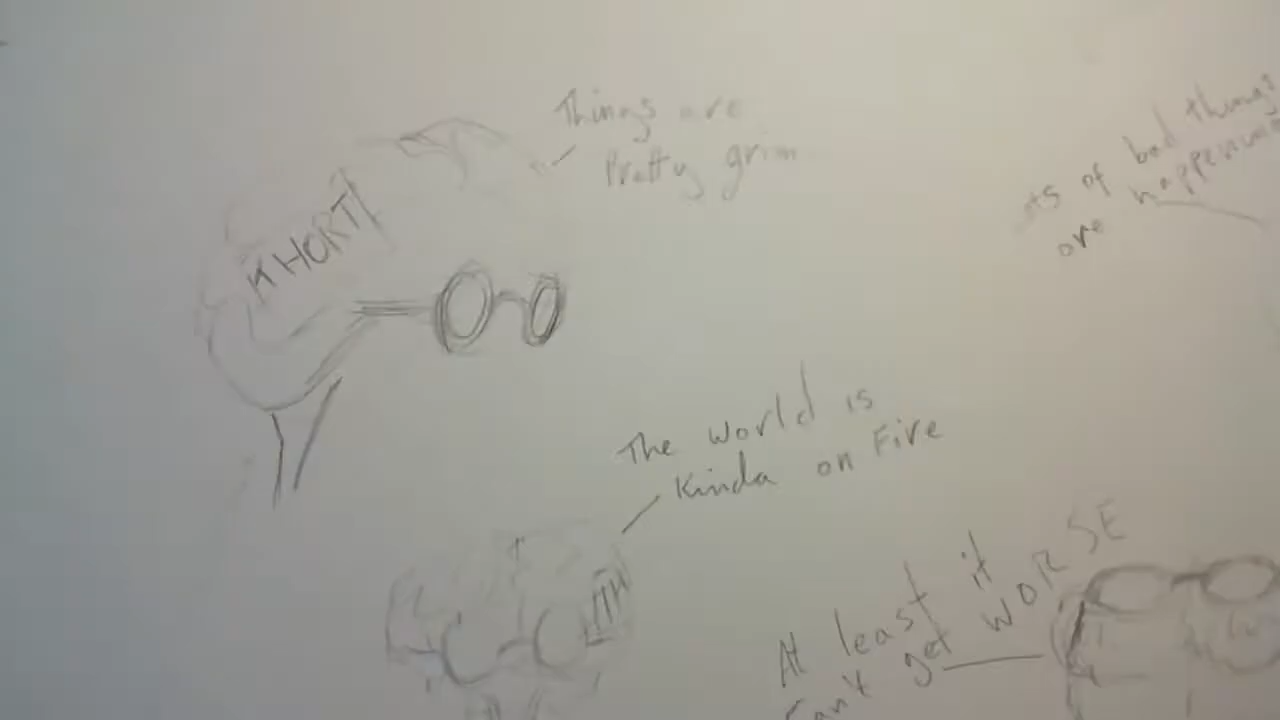 Things are
Pretty grim
of bad things
are happening
KHORT
The world is
Kinda on Fire
At least it
Can't get WORSE